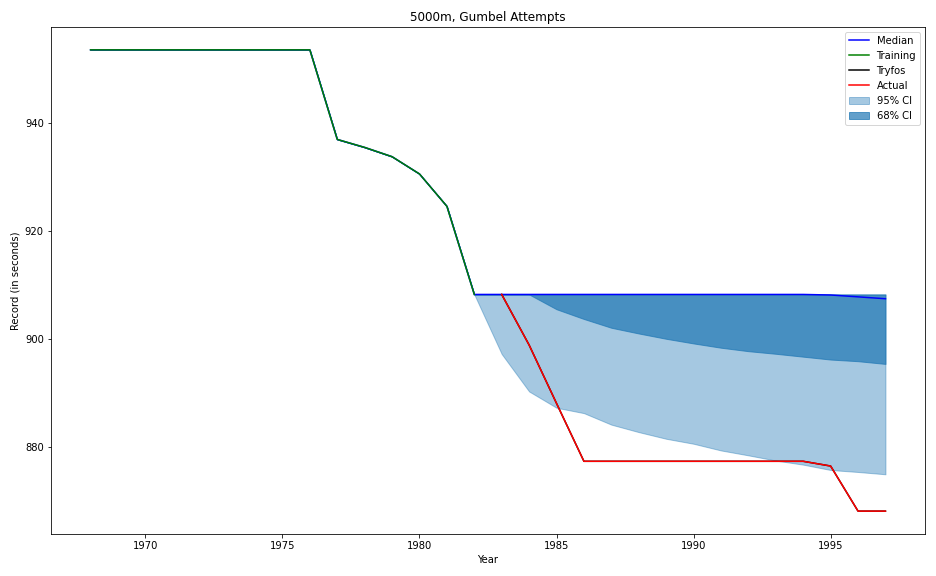 5000m, Gumbel Attempts
Median
Training
Tryfos
Actual
95% CI
68% CI
940
920
900
880
Record (in seconds)
1970
1975
1980
1985
1990
1995
Year